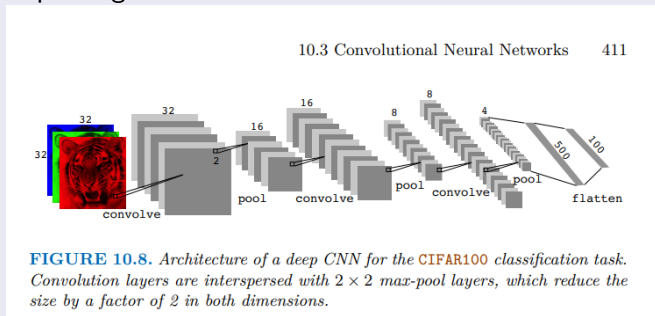 10.3 Convolutional Neural Networks 411
32
32
32
2
16
16
8
8
4
500
100
convolve
pool
convolve
pool
convolve
pool
flatten
FIGURE 10.8. Architecture of a deep CNN for the CIFAR100 classification task.
Convolution layers are interspersed with 2 × 2 max-pool layers, which reduce the
size by a factor of 2 in both dimensions.